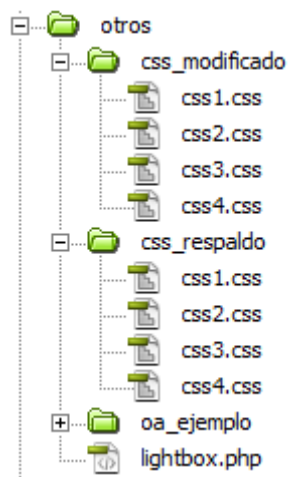 otros
css_modificado
css1.css
css2.css
css3.css
css4.css
css_respaldo
css1.css
css2.css
css3.css
css4.css
oa_ejemplo
lightbox.php